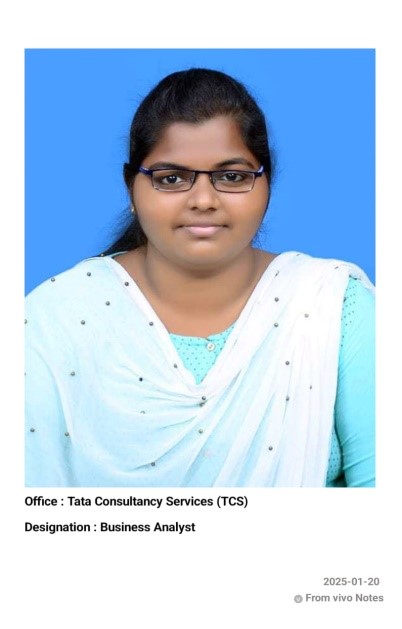 Office : Tata Consultancy Services (TCS)
Designation : Business Analyst
2025-01-20
From vivo Notes